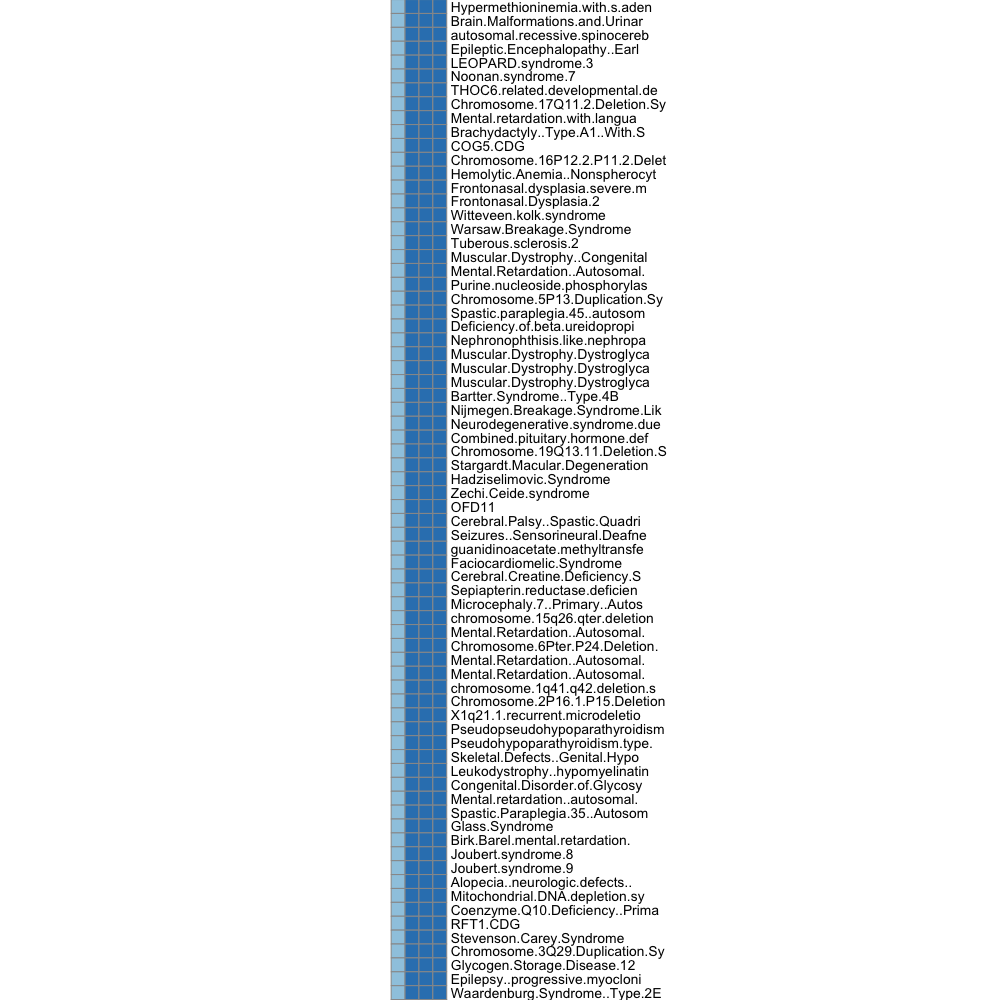 Hypermethioninemia.with.s.aden
Brain.Malformations.and.Urinar
autosomal.recessive.spinocereb
Epileptic.Encephalopathy..Earl
LEOPARD.syndrome.3
Noonan.syndrome.7
THOC6.related.developmental.de
Chromosome.17Q11.2.Deletion.Sy
Mental.retardation.with.langua
Brachydactyly..Type.A1..With.S
COG5.CDG
Chromosome.16P12.2.P11.2.Delet
Hemolytic.Anemia..Nonspherocyt
Frontonasal.dysplasia.severe.m
Frontonasal.Dysplasia.2
Witteveen.kolk.syndrome
Warsaw.Breakage.Syndrome
Tuberous.sclerosis.2
Muscular.Dystrophy..Congenital
Mental.Retardation..Autosomal.
Purine.nucleoside.phosphorylas
Chromosome.5P13.Duplication.Sy
Spastic.paraplegia.45..autosom
Deficiency.of.beta.ureidopropi
Nephronophthisis.like.nephropa
Muscular.Dystrophy.Dystroglyca
Muscular.Dystrophy.Dystroglyca
Muscular.Dystrophy.Dystroglyca
Bartter.Syndrome..Type.4B
Nijmegen.Breakage.Syndrome.Lik
Neurodegenerative.syndrome.due
Combined.pituitary.hormone.def
Chromosome.19Q13.11.Deletion.S
Stargardt.Macular.Degeneration
Hadziselimovic.Syndrome
Zechi.Ceide.syndrome
OFD11
Cerebral.Palsy..Spastic.Quadri
Seizures..Sensorineural.Deafne
guanidinoacetate.methyltransfe
Faciocardiomelic.Syndrome
Cerebral.Creatine.Deficiency.S
Sepiapterin.reductase.deficien
Microcephaly.7..Primary..Autos
chromosome.15q26.qter.deletion
Mental.Retardation..Autosomal.
Chromosome.6Pter.P24.Deletion.
Mental.Retardation..Autosomal.
Mental.Retardation..Autosomal.
chromosome.1q41.q42.deletion.s
Chromosome.2P16.1.P15.Deletion
X1q21.1.recurrent.microdeletio
Pseudopseudohypoparathyroidism
Pseudohypoparathyroidism.type.
Skeletal.Defects..Genital.Hypo
Leukodystrophy..hypomyelinatin
Congenital.Disorder.of.Glycosy
Mental.retardation..autosomal.
Spastic.Paraplegia.35..Autosom
Glass.Syndrome
Birk.Barel.mental.retardation.
Joubert.syndrome.8
Joubert.syndrome.9
Alopecia..neurologic.defects..
Mitochondrial.DNA.depletion.sy
Coenzyme.Q10.Deficiency..Prima
RFT1.CDG
Stevenson.Carey.Syndrome
Chromosome.3Q29.Duplication.Sy
Glycogen.Storage.Disease.12
Epilepsy..progressive.myocloni
Waardenburg.Syndrome..Type.2E